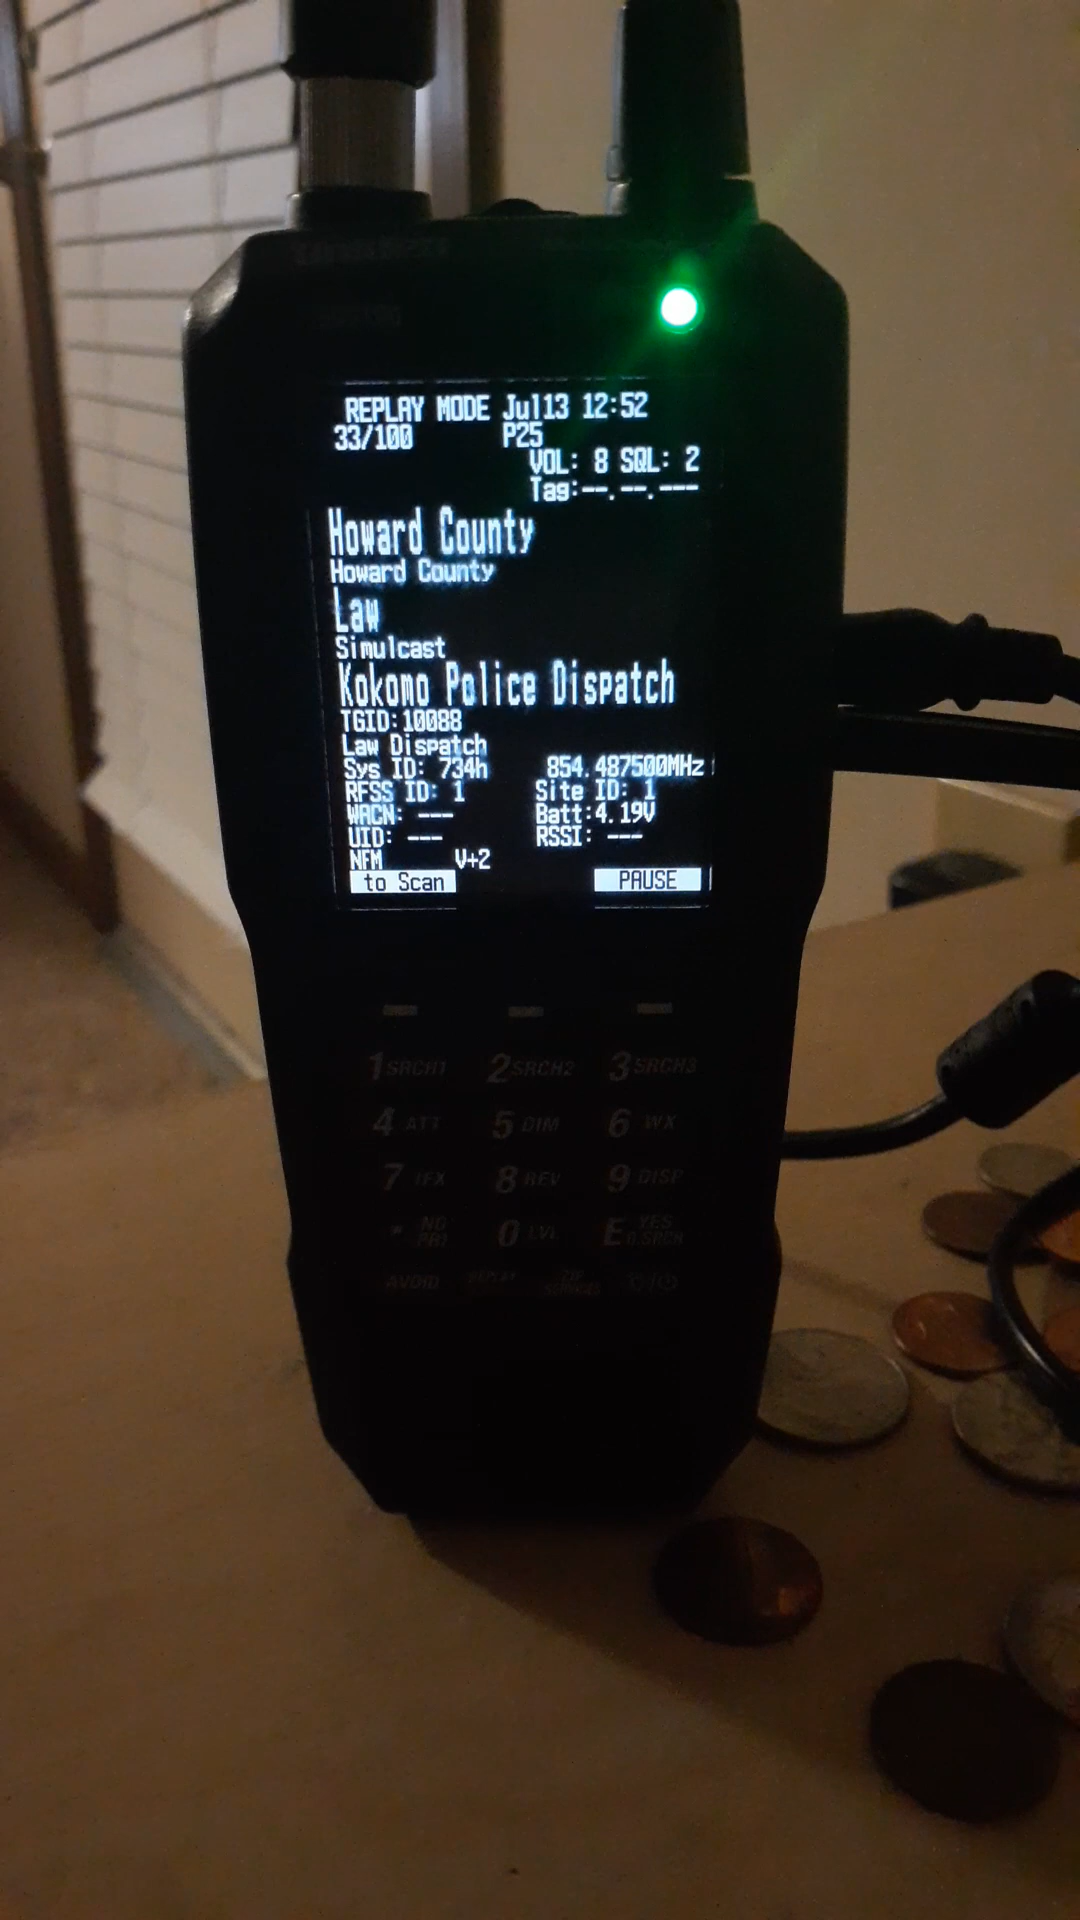 Uniden
REPLAY MODE Jul13 12:52
33/100 P25
VOL: 8 SQL: 2
Tag:--.--.---
Howard County
Howard County
Law
Simulcast
Kokomo Police Dispatch
TGID:10088
Law Dispatch
Sys ID: 734h 854.487500MHz
RFSS ID: 1 Site ID: 1
WACN: --- Batt:4.19V
UID: --- RSSI: ---
NFM V+2
to Scan PAUSE
1 SRCH1 2 SRCH2 3 SRCH3
4 ATT 5 DIM 6 WX
7 IFX 8 REV 9 DISP
. NO PRI 0 LVL E YES
AVOID REPLAY ZIP SERVICES